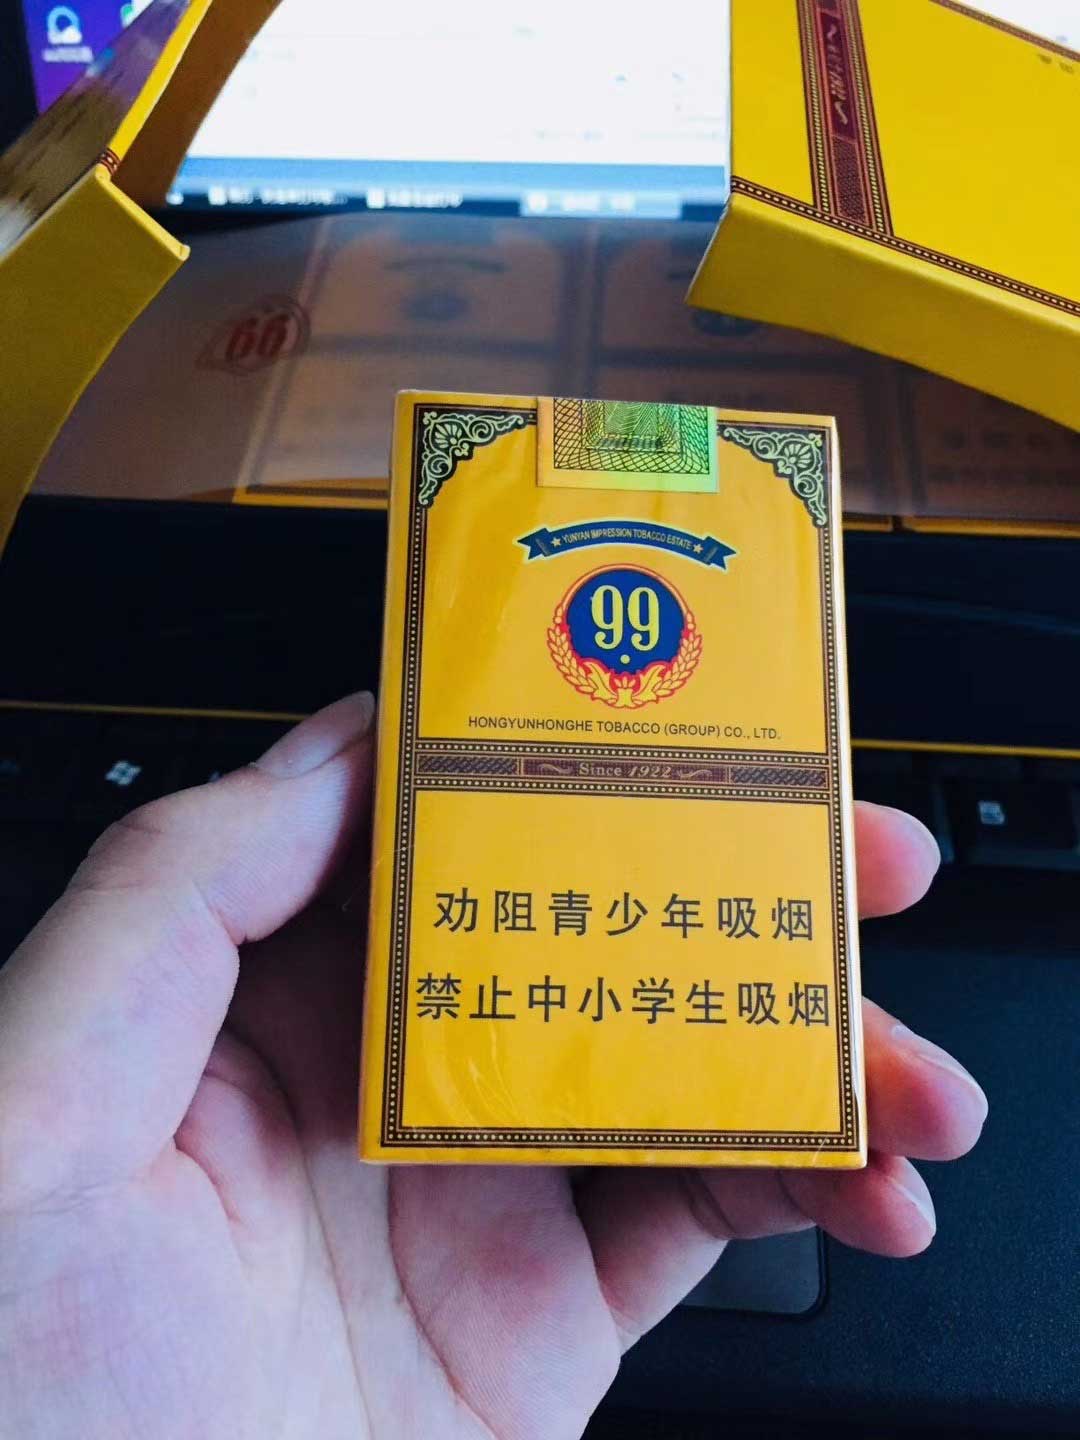 YUNYAN IMPRESSION TOBACCO ESTATE
99
HONGYUNHONGHE TOBACCO (GROUP) CO., LTD.
Since 1922
劝阻青少年吸烟
禁止中小学生吸烟